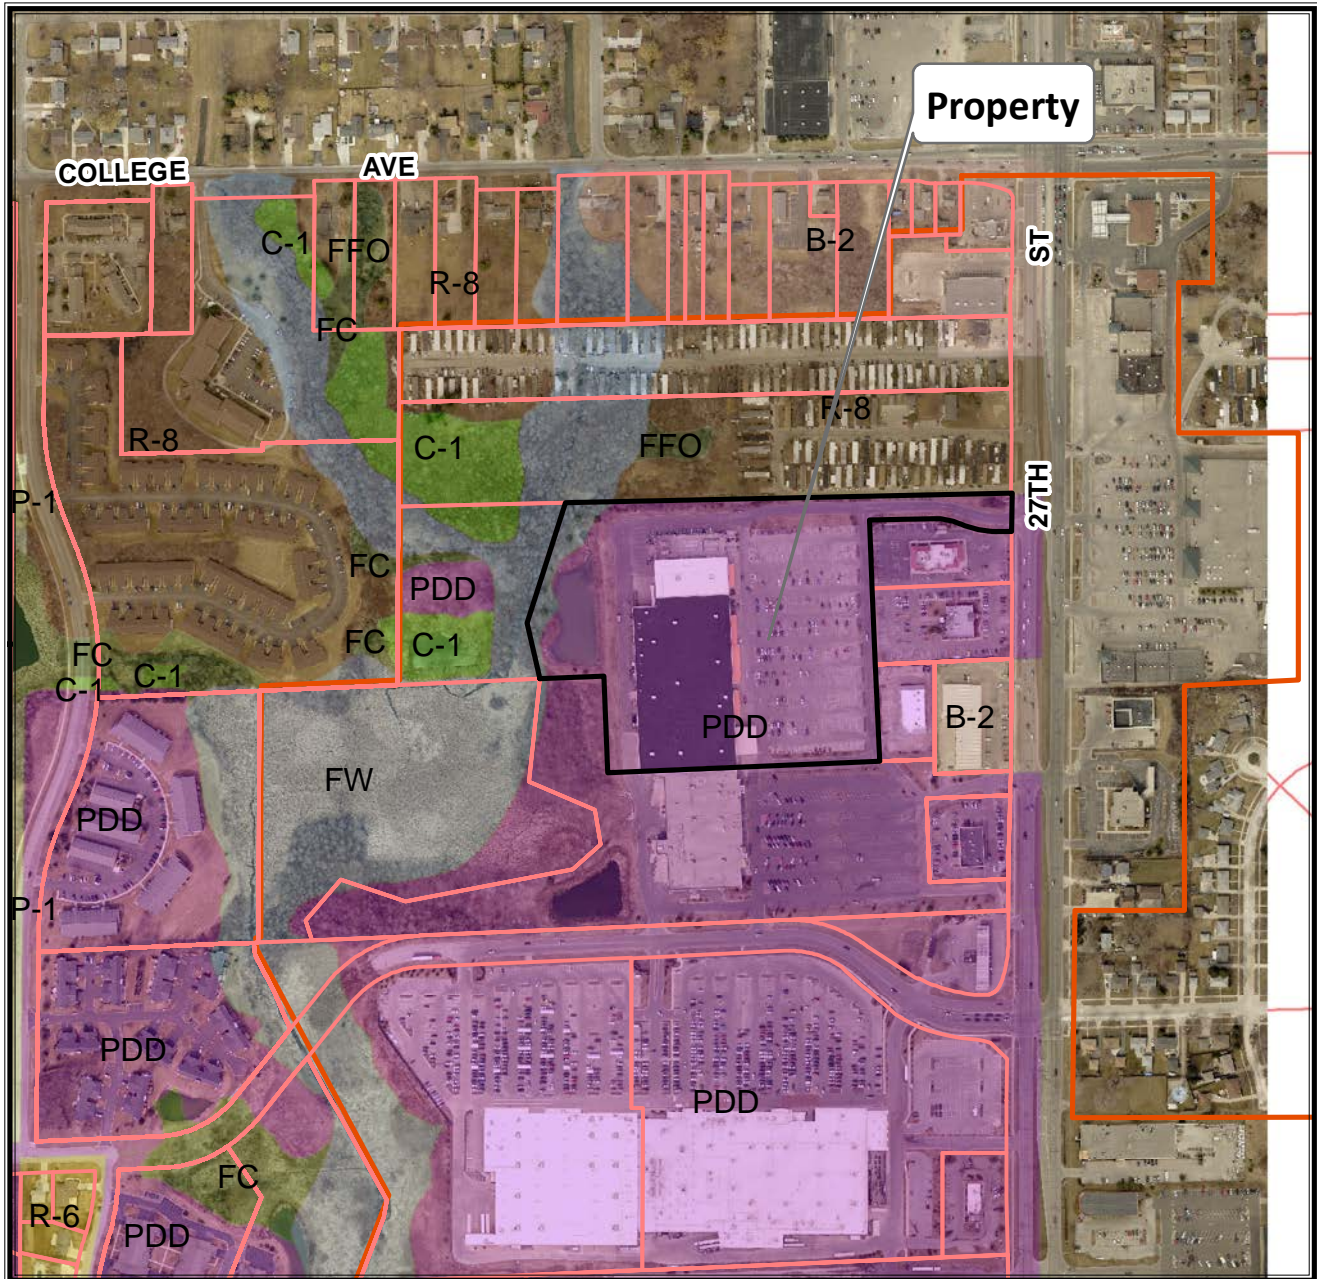 Property
COLLEGE
AVE
C-1
FFO
B-2
ST
R-8
FC
R-8
R-8
C-1
FFO
P-1
27TH
FC
PDD
FC
C-1
FC
C-1
C-1
PDD
B-2
FW
PDD
P-1
PDD
PDD
FC
R-6
PDD